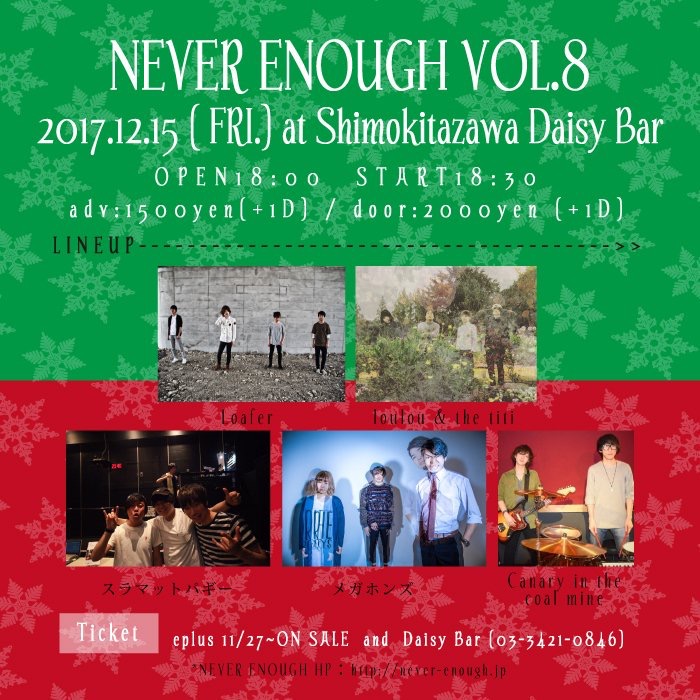 NEVER ENOUGH VOL.8
2017.12.15 ( FRI.) at Shimokitazawa Daisy Bar
OPEN18:00 START18:30
adv:1500yen(+1D) / door:2000yen (+1D)
LINEUP------------------------------------>>
Loafer
loulou & the titi
スラマットパギー
メガホンズ
Canary in the
coal mine
Ticket
eplus 11/27~ON SALE and Daisy Bar (03-3421-0846)
*NEVER ENOUGH HP : http://never-enough.jp